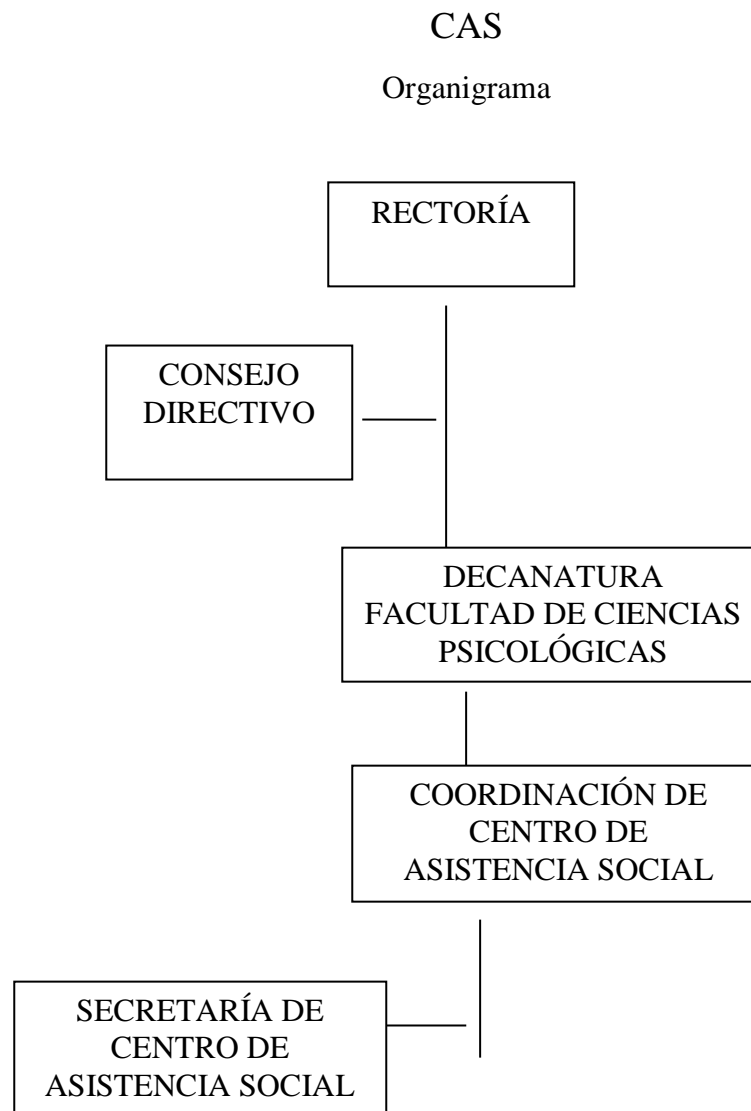 CAS
Organigrama
RECTORÍA
CONSEJO
DIRECTIVO
DECANATURA
FACULTAD DE CIENCIAS
PSICOLÓGICAS
COORDINACIÓN DE
CENTRO DE
ASISTENCIA SOCIAL
SECRETARÍA DE
CENTRO DE
ASISTENCIA SOCIAL